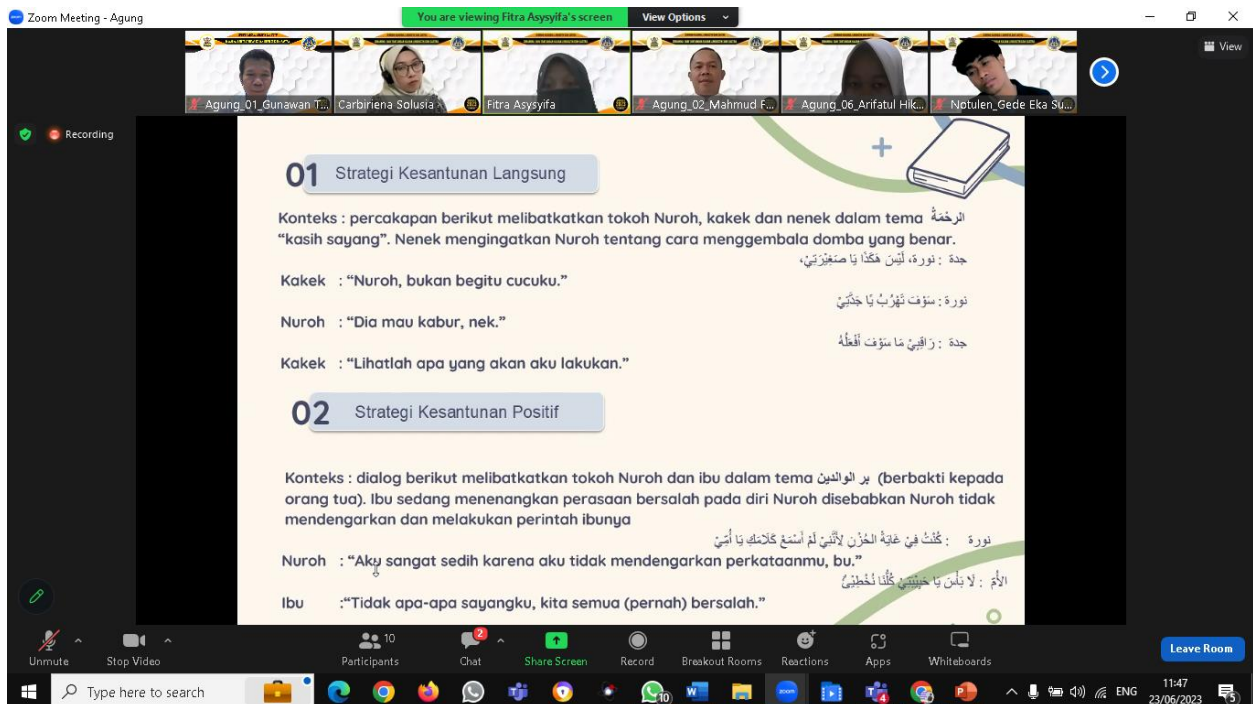 Zoom Meeting - Agung
You are viewing Fitra Asysyifa's screen
View Options
View
Agung_01_Gunawan T...
Carbiriena Solusia
Fitra Asysyifa
Agung_02_Mahmud F...
Agung_06_Arifatul Hik...
Notulen_Gede Eka Su...
Recording
01 Strategi Kesantunan Langsung
Konteks : percakapan berikut melibatkatkan tokoh Nuroh, kakek dan nenek dalam tema الرحْمَةُ
“kasih sayang”. Nenek mengingatkan Nuroh tentang cara menggembala domba yang benar.
جدة : نورة، لَيْسَ هَكَذَا يَا صَغِيْرَتِيْ،
Kakek : “Nuroh, bukan begitu cucuku.”
نورة : سَوْفَ تَهْرُبُ يَا جَدَّتِيْ
Nuroh : “Dia mau kabur, nek.”
جدة : رَاقِبِيْ مَا سَوْفَ أَفْعَلُهُ
Kakek : “Lihatlah apa yang akan aku lakukan.”
02 Strategi Kesantunan Positif
Konteks : dialog berikut melibatkatkan tokoh Nuroh dan ibu dalam tema بر الوالدين (berbakti kepada
orang tua). Ibu sedang menenangkan perasaan bersalah pada diri Nuroh disebabkan Nuroh tidak
mendengarkan dan melakukan perintah ibunya
نورة : كُنْتُ فِيْ غَايَةُ الحُزْنِ لِأَنَّنِيْ لَمْ أَسْمَعْ كَلَامَكِ يَا أُمِّيْ
Nuroh : “Aku sangat sedih karena aku tidak mendengarkan perkataanmu, bu.”
الأُمّ : لَا بَأْسَ يَا حَبِيْبَتِيْ كُلُّنَا نُخْطِئُ
Ibu :“Tidak apa-apa sayangku, kita semua (pernah) bersalah.”
Unmute
Stop Video
10
Participants
2
Chat
Share Screen
Record
Breakout Rooms
Reactions
Apps
Whiteboards
Leave Room
Type here to search
ENG
11:47
23/06/2023